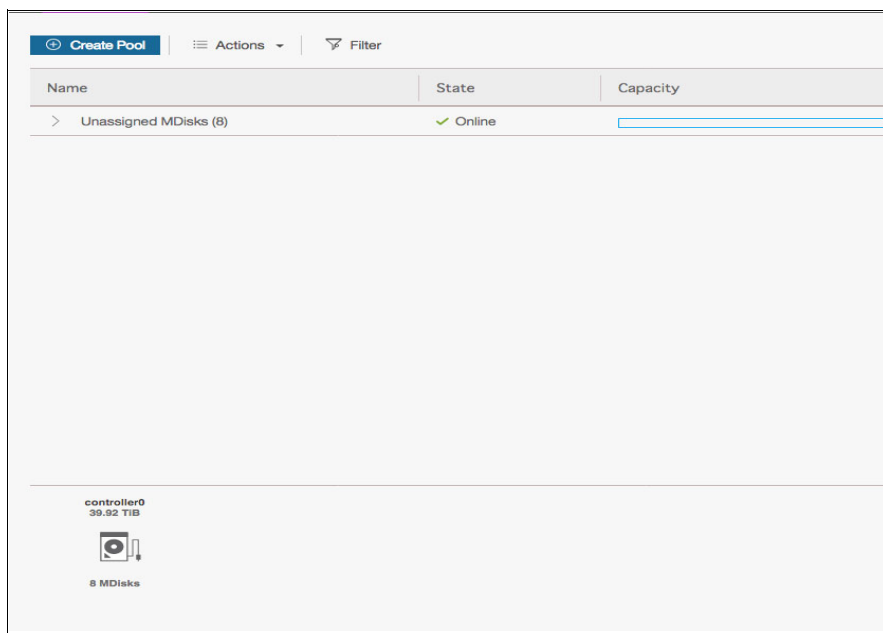 Create Pool Actions Filter
Name State Capacity
Unassigned MDisks (8) Online
controller0
39.92 TiB
8 MDisks